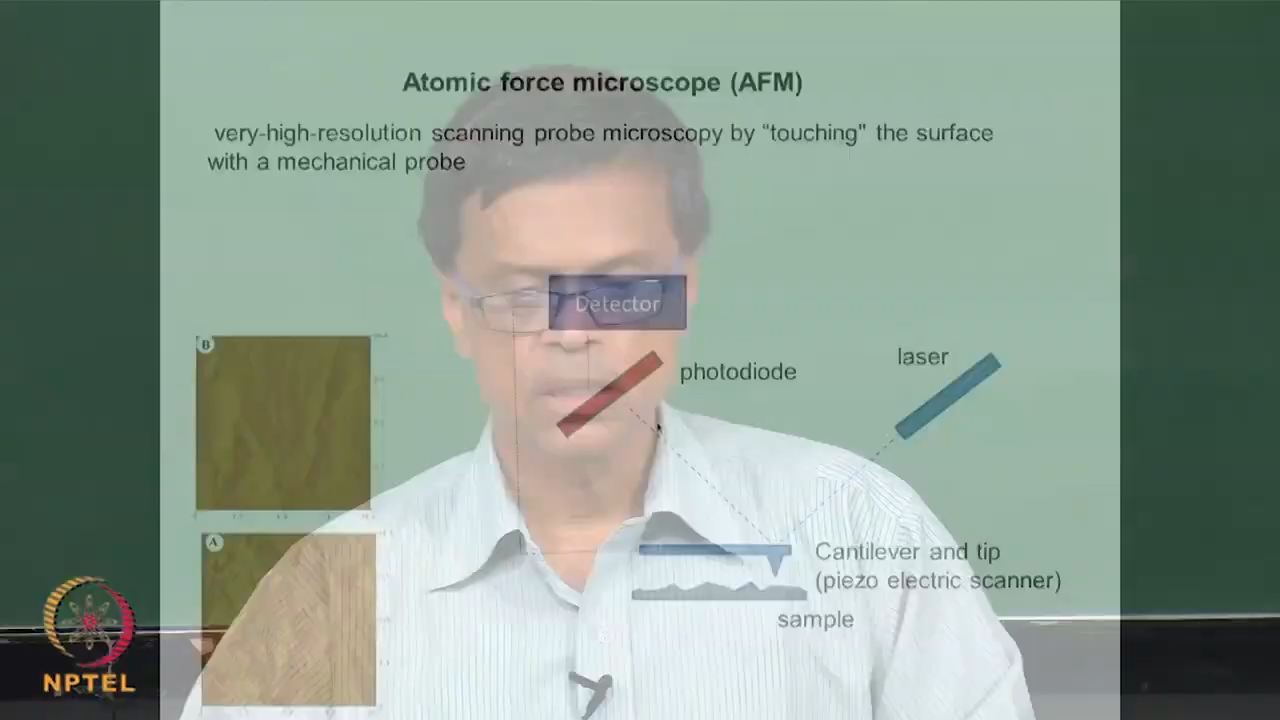 Atomic force microscope (AFM)
very-high-resolution scanning probe microscopy by “touching" the surface
with a mechanical probe
Detector
photodiode
laser
B
A
Cantilever and tip
(piezo electric scanner)
sample
NPTEL